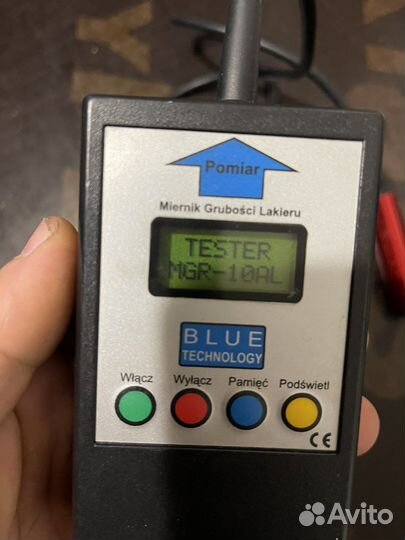 Pomiar
Miernik Grubości Lakieru
TESTER
MGR-10AL
BLUE
TECHNOLOGY
Włącz Wyłącz Pamięć Podświetl
CE
Avito